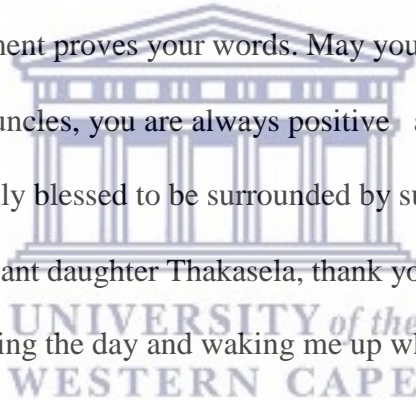 ment proves your words. May you
uncles, you are always positive a
ly blessed to be surrounded by su
ant daughter Thakasela, thank yo
UNIVERSITY of the
ing the day and waking me up wh
WESTERN CAPE